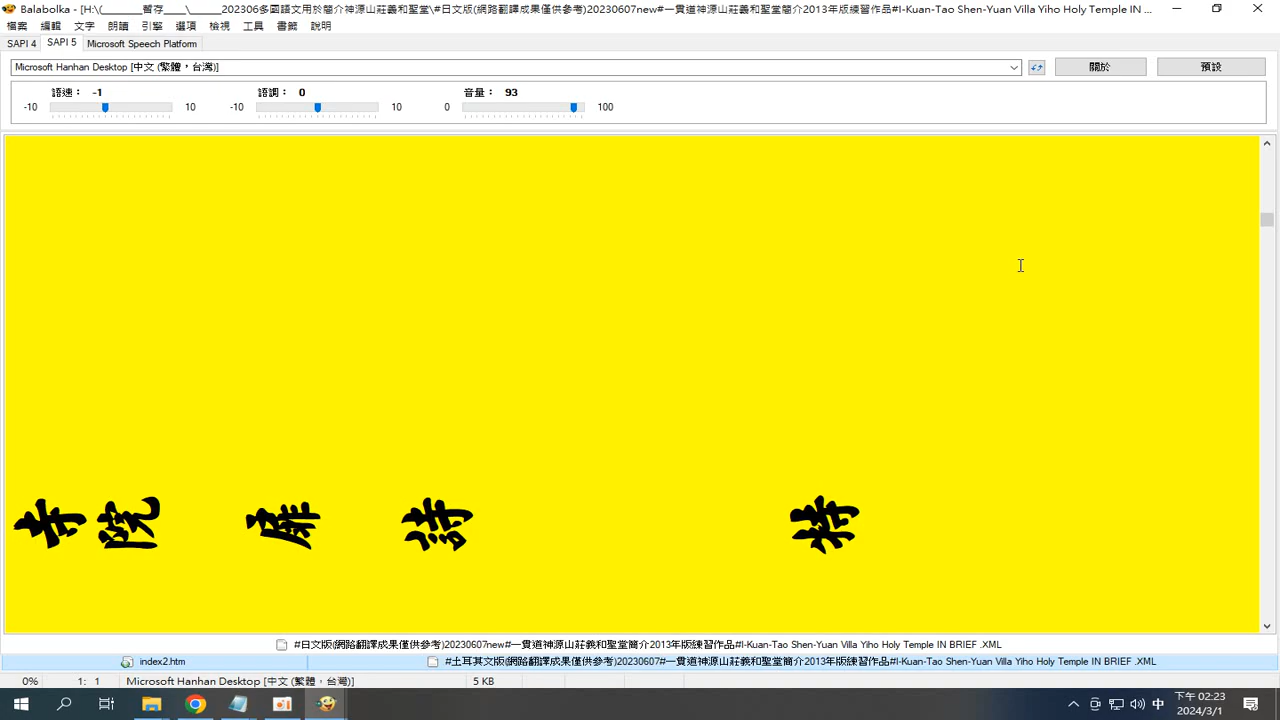 Balabolka - [H:\(_______暫存____\______202306多國語文用於簡介神源山莊義和聖堂\#日文版(網路翻譯成果僅供參考)20230607new#一貫道神源山莊義和聖堂簡介2013年版練習作品#I-Kuan-Tao Shen-Yuan Villa Yiho Holy Temple IN ...
檔案 編輯 文字 朗讀 引擎 選項 檢視 工具 書籤 說明
SAPI 4 SAPI 5 Microsoft Speech Platform
Microsoft Hanhan Desktop [中文 (繁體，台灣)] 關於 預設
語速： -1 語調： 0 音量： 93
-10 10 -10 10 0 100
寺院 詩 特
#日文版(網路翻譯成果僅供參考)20230607new#一貫道神源山莊義和聖堂簡介2013年版練習作品#I-Kuan-Tao Shen-Yuan Villa Yiho Holy Temple IN BRIEF .XML
index2.htm #土耳其文版(網路翻譯成果僅供參考)20230607#一貫道神源山莊義和聖堂簡介2013年版練習作品#I-Kuan-Tao Shen-Yuan Villa Yiho Holy Temple IN BRIEF .XML
0% 1: 1 Microsoft Hanhan Desktop [中文 (繁體，台灣)] 5 KB
中 下午 02:23
2024/3/1